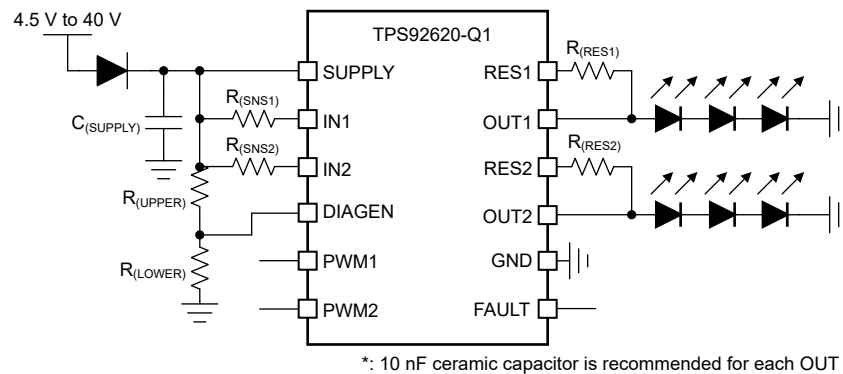 4.5 V to 40 V
TPS92620-Q1
R(RES1)
SUPPLY
RES1
R(SNS1)
C(SUPPLY)
IN1
OUT1
R(SNS2)
R(RES2)
IN2
RES2
R(UPPER)
DIAGEN
OUT2
R(LOWER)
PWM1
GND
PWM2
FAULT
*: 10 nF ceramic capacitor is recommended for each OUT